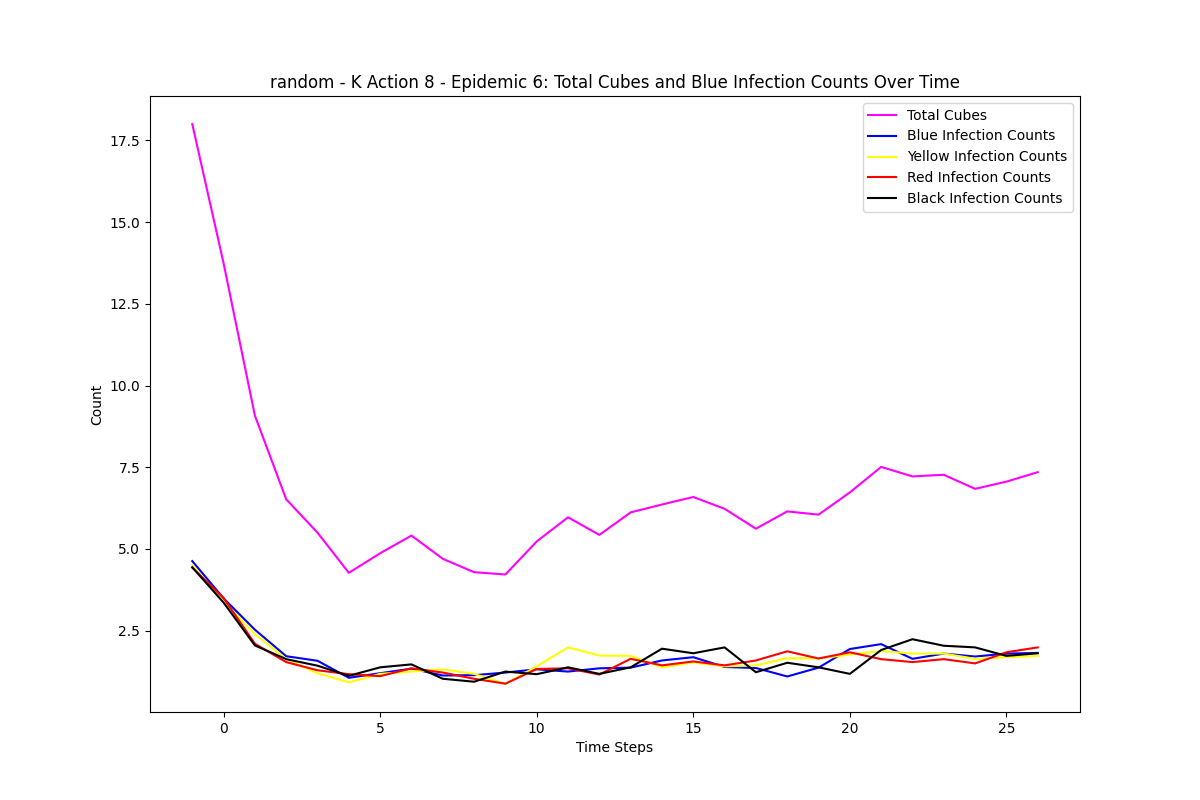 random - K Action 8 - Epidemic 6: Total Cubes and Blue Infection Counts Over Time
Total Cubes
Blue Infection Counts
Yellow Infection Counts
Red Infection Counts
Black Infection Counts
17.5
15.0
12.5
10.0
7.5
5.0
2.5
Count
0 5 10 15 20 25
Time Steps